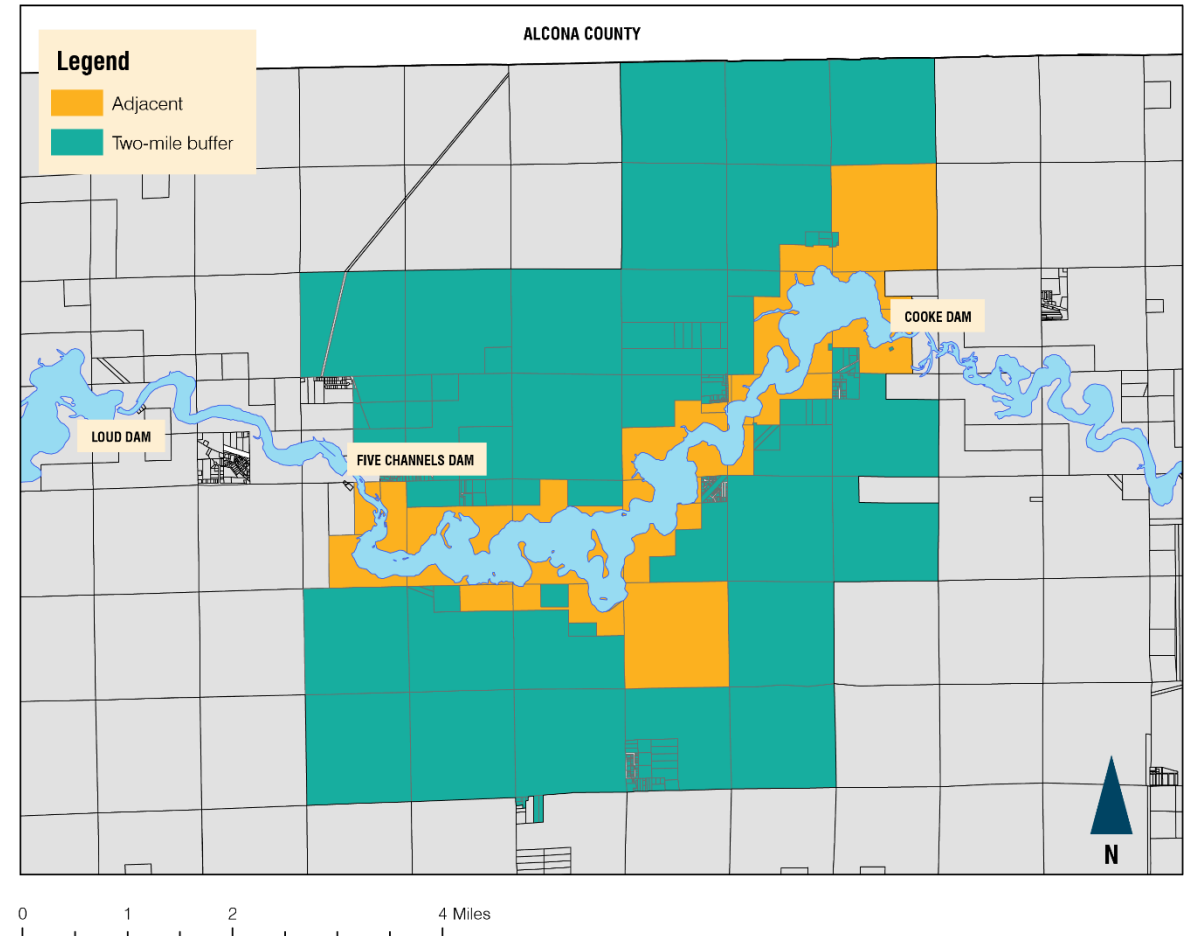 ALCONA COUNTY
Legend
Adjacent
Two-mile buffer
COOKE DAM
LOUD DAM
FIVE CHANNELS DAM
N
0 1 2 4 Miles